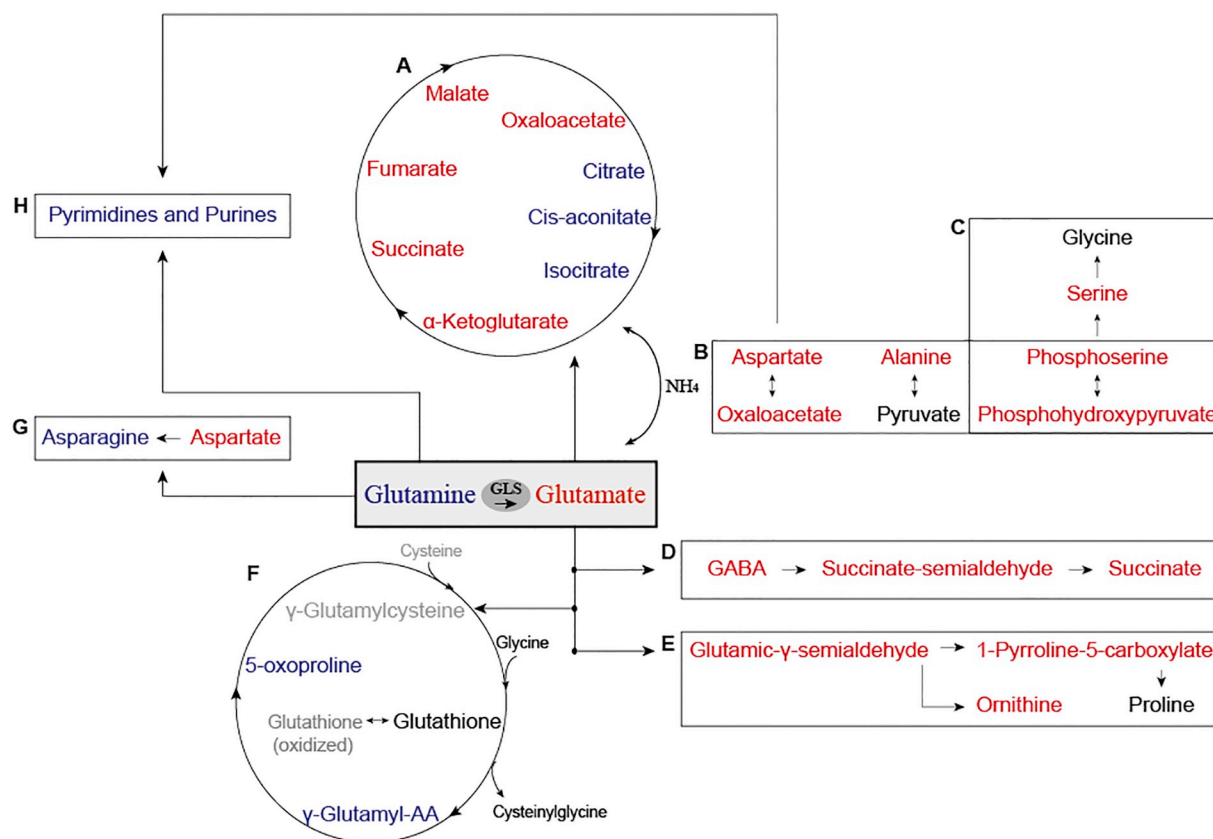 A
Malate
Oxaloacetate
Fumarate
Citrate
Cis-aconitate
Succinate
Isocitrate
α-Ketoglutarate
H
Pyrimidines and Purines
C
Glycine
Serine
B
Aspartate
Alanine
Phosphoserine
Oxaloacetate
Pyruvate
Phosphohydroxypyruvate
NH4
G
Asparagine
Aspartate
Glutamine
GLS
Glutamate
D
GABA
Succinate-semialdehyde
Succinate
E
Glutamic-γ-semialdehyde
1-Pyrroline-5-carboxylate
Ornithine
Proline
F
Cysteine
γ-Glutamylcysteine
Glycine
5-oxoproline
Glutathione
(oxidized)
Glutathione
γ-Glutamyl-AA
Cysteinylglycine